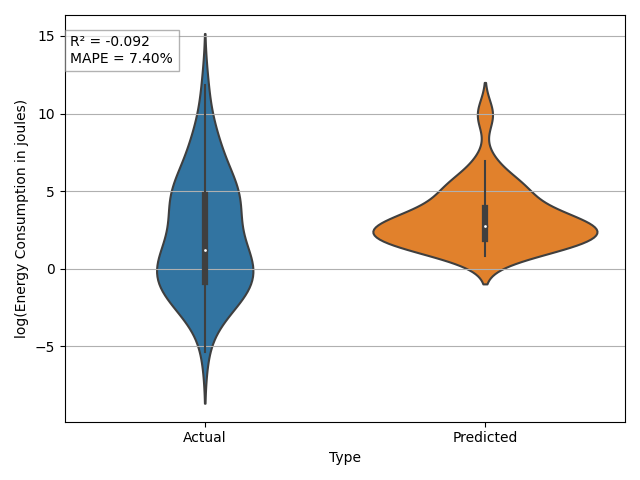 R² = -0.092
MAPE = 7.40%
15
10
5
0
−5
log(Energy Consumption in joules)
Actual
Predicted
Type